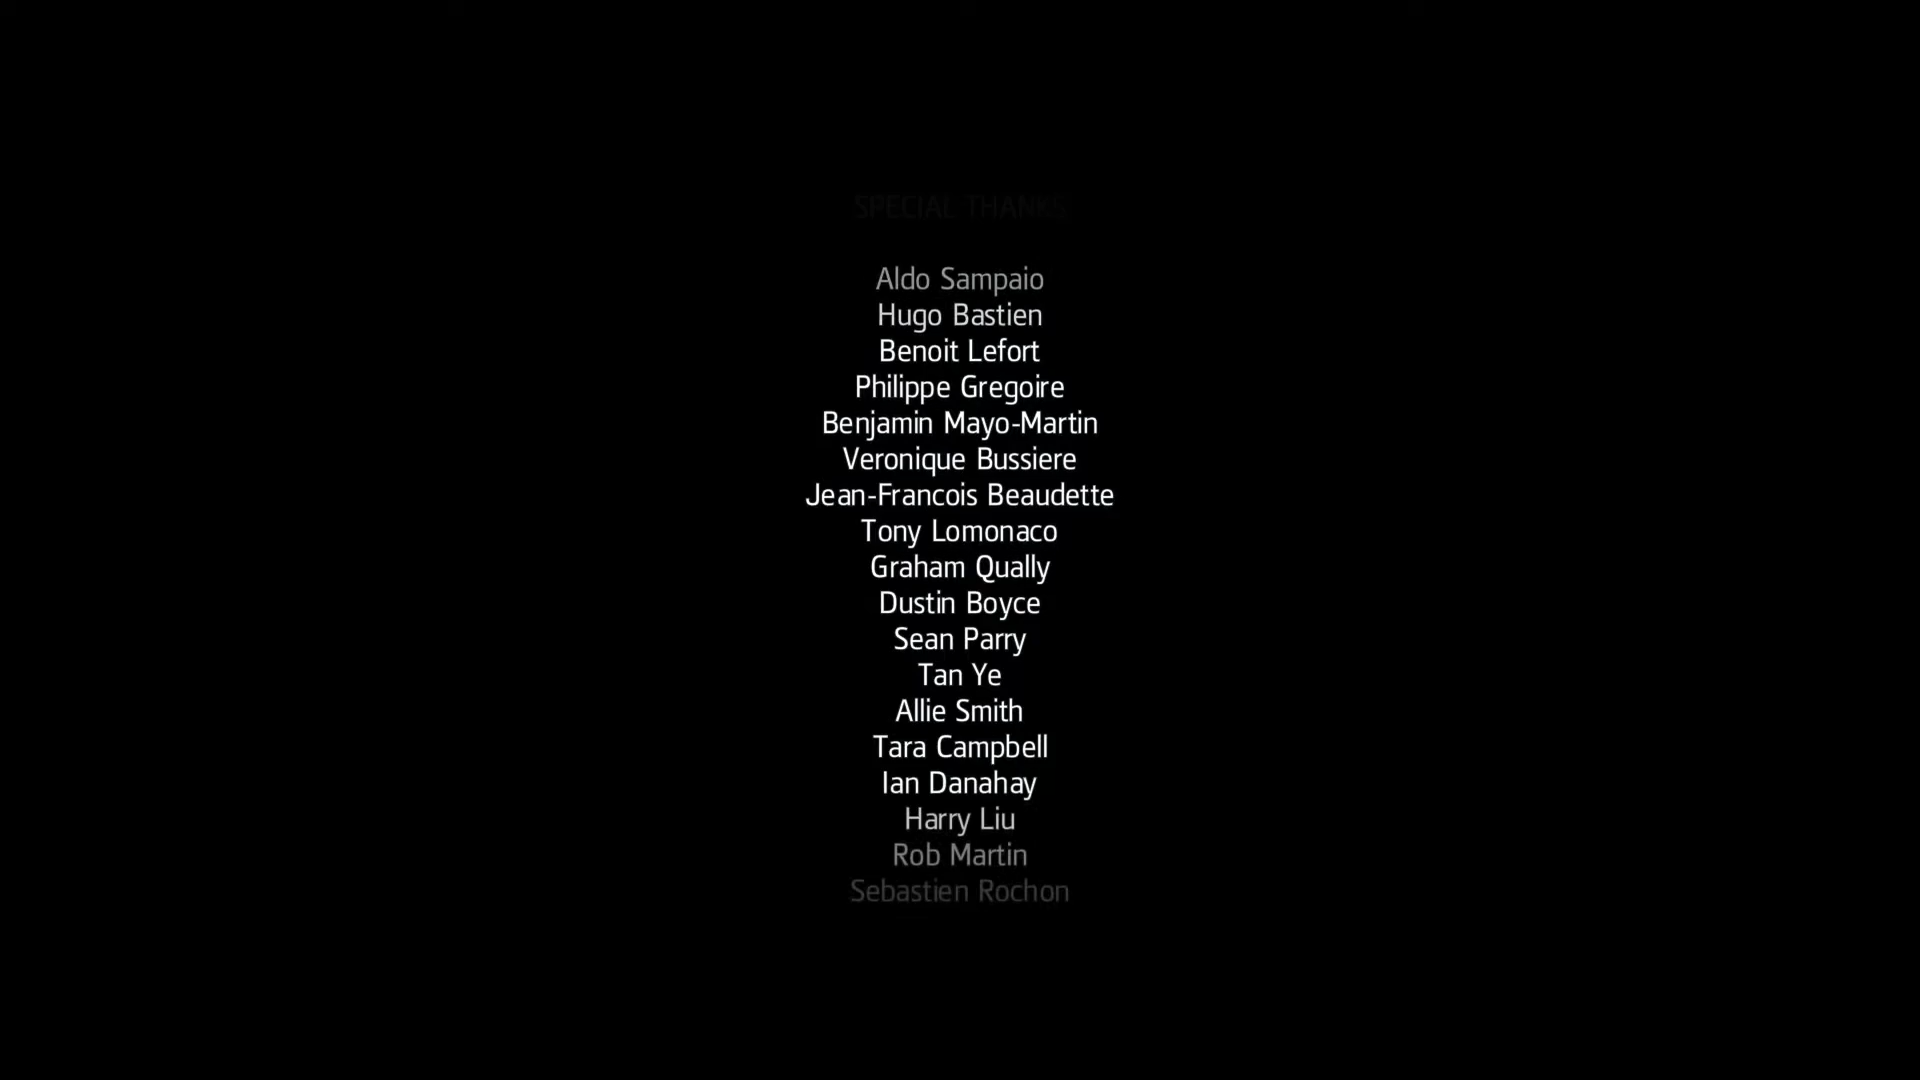 SPECIAL THANKS
Aldo Sampaio
Hugo Bastien
Benoit Lefort
Philippe Gregoire
Benjamin Mayo-Martin
Veronique Bussiere
Jean-Francois Beaudette
Tony Lomonaco
Graham Qually
Dustin Boyce
Sean Parry
Tan Ye
Allie Smith
Tara Campbell
Ian Danahay
Harry Liu
Rob Martin
Sebastien Rochon